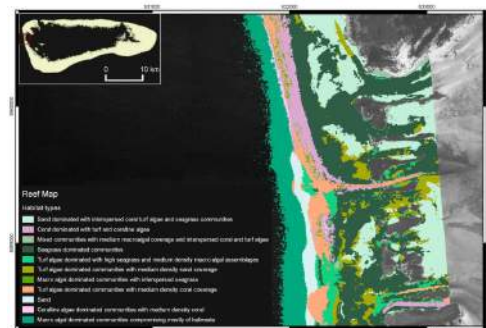 0 10 km
Reef Map
Habitat types
Sand dominated with interspersed coral turf algae and seagrass communities
Coral dominated with turf and coralline algae
Mixed communities with medium macroalgal coverage and interspersed coral and turf algae
Seagrass dominated communities
Turf algae dominated with high seagrass and medium density macroalgal assemblages
Turf algae dominated communities with medium density sand coverage
Macro algal dominated communities with interspersed seagrass
Turf algae dominated communities with medium density coral coverage
Sand
Coralline algae dominated communities with medium density coral
Macro algal dominated communities compromising mostly of halimeda